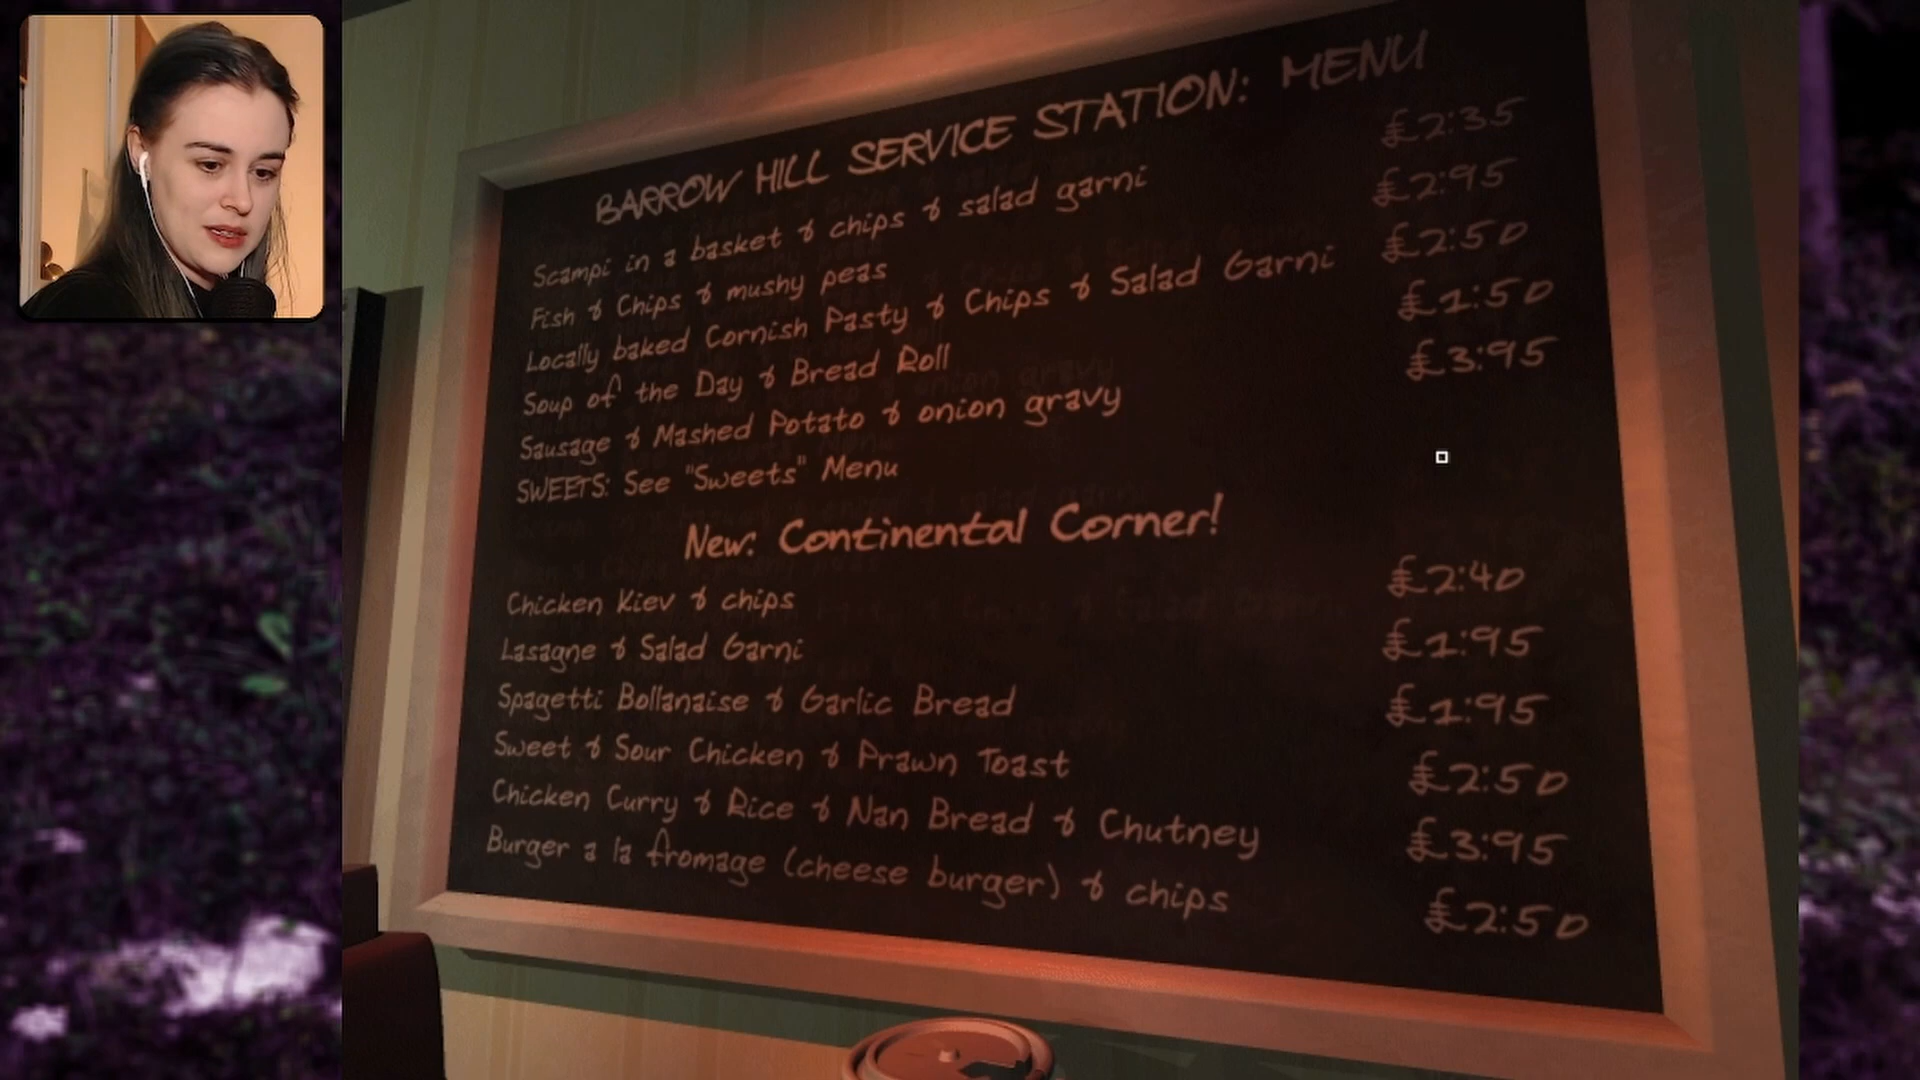 BARROW HILL SERVICE STATION: MENU
Scampi in a basket & chips & salad garni £2:35
Fish & Chips & mushy peas £2:95
Locally baked Cornish Pasty & Chips & Salad Garni £2:50
Soup of the Day & Bread Roll £1:50
Sausage & Mashed Potato & onion gravy £3:95
SWEETS: See "Sweets" Menu
New: Continental Corner!
Chicken Kiev & chips £2:40
Lasagne & Salad Garni £1:95
Spagetti Bollanaise & Garlic Bread £1:95
Sweet & Sour Chicken & Prawn Toast £2:50
Chicken Curry & Rice & Nan Bread & Chutney £3:95
Burger a la fromage (cheese burger) & chips £2:50